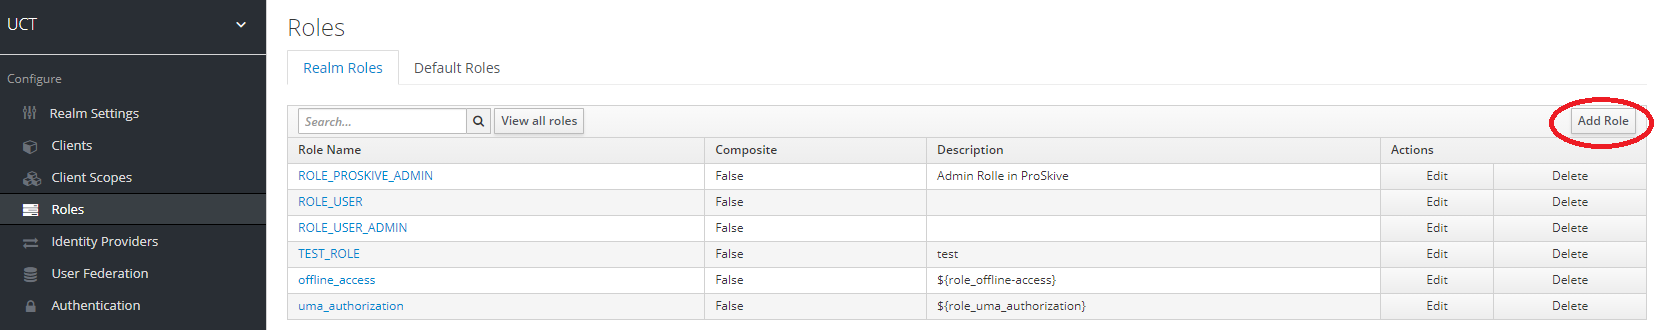 UCT
Configure
Realm Settings
Clients
Client Scopes
Roles
Identity Providers
User Federation
Authentication
Roles
Realm Roles Default Roles
Search... View all roles Add Role
Role Name Composite Description Actions
ROLE_PROSKIVE_ADMIN False Admin Rolle in ProSkive Edit Delete
ROLE_USER False Edit Delete
ROLE_USER_ADMIN False Edit Delete
TEST_ROLE False test Edit Delete
offline_access False ${role_offline-access} Edit Delete
uma_authorization False ${role_uma_authorization} Edit Delete